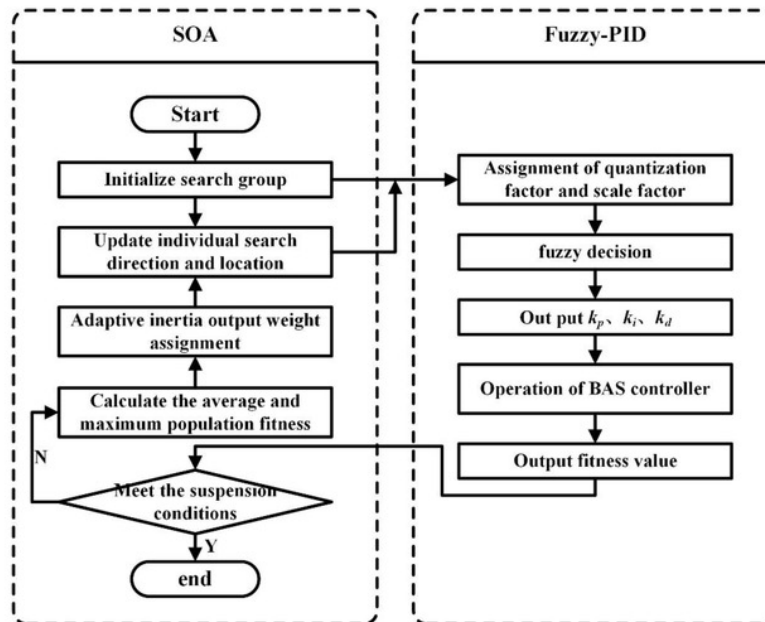 SOA
Start
Initialize search group
Update individual search
direction and location
Adaptive inertia output weight
assignment
Calculate the average and
maximum population fitness
N
Meet the suspension
conditions
Y
end
Fuzzy-PID
Assignment of quantization
factor and scale factor
fuzzy decision
Out put kp、ki、kd
Operation of BAS controller
Output fitness value